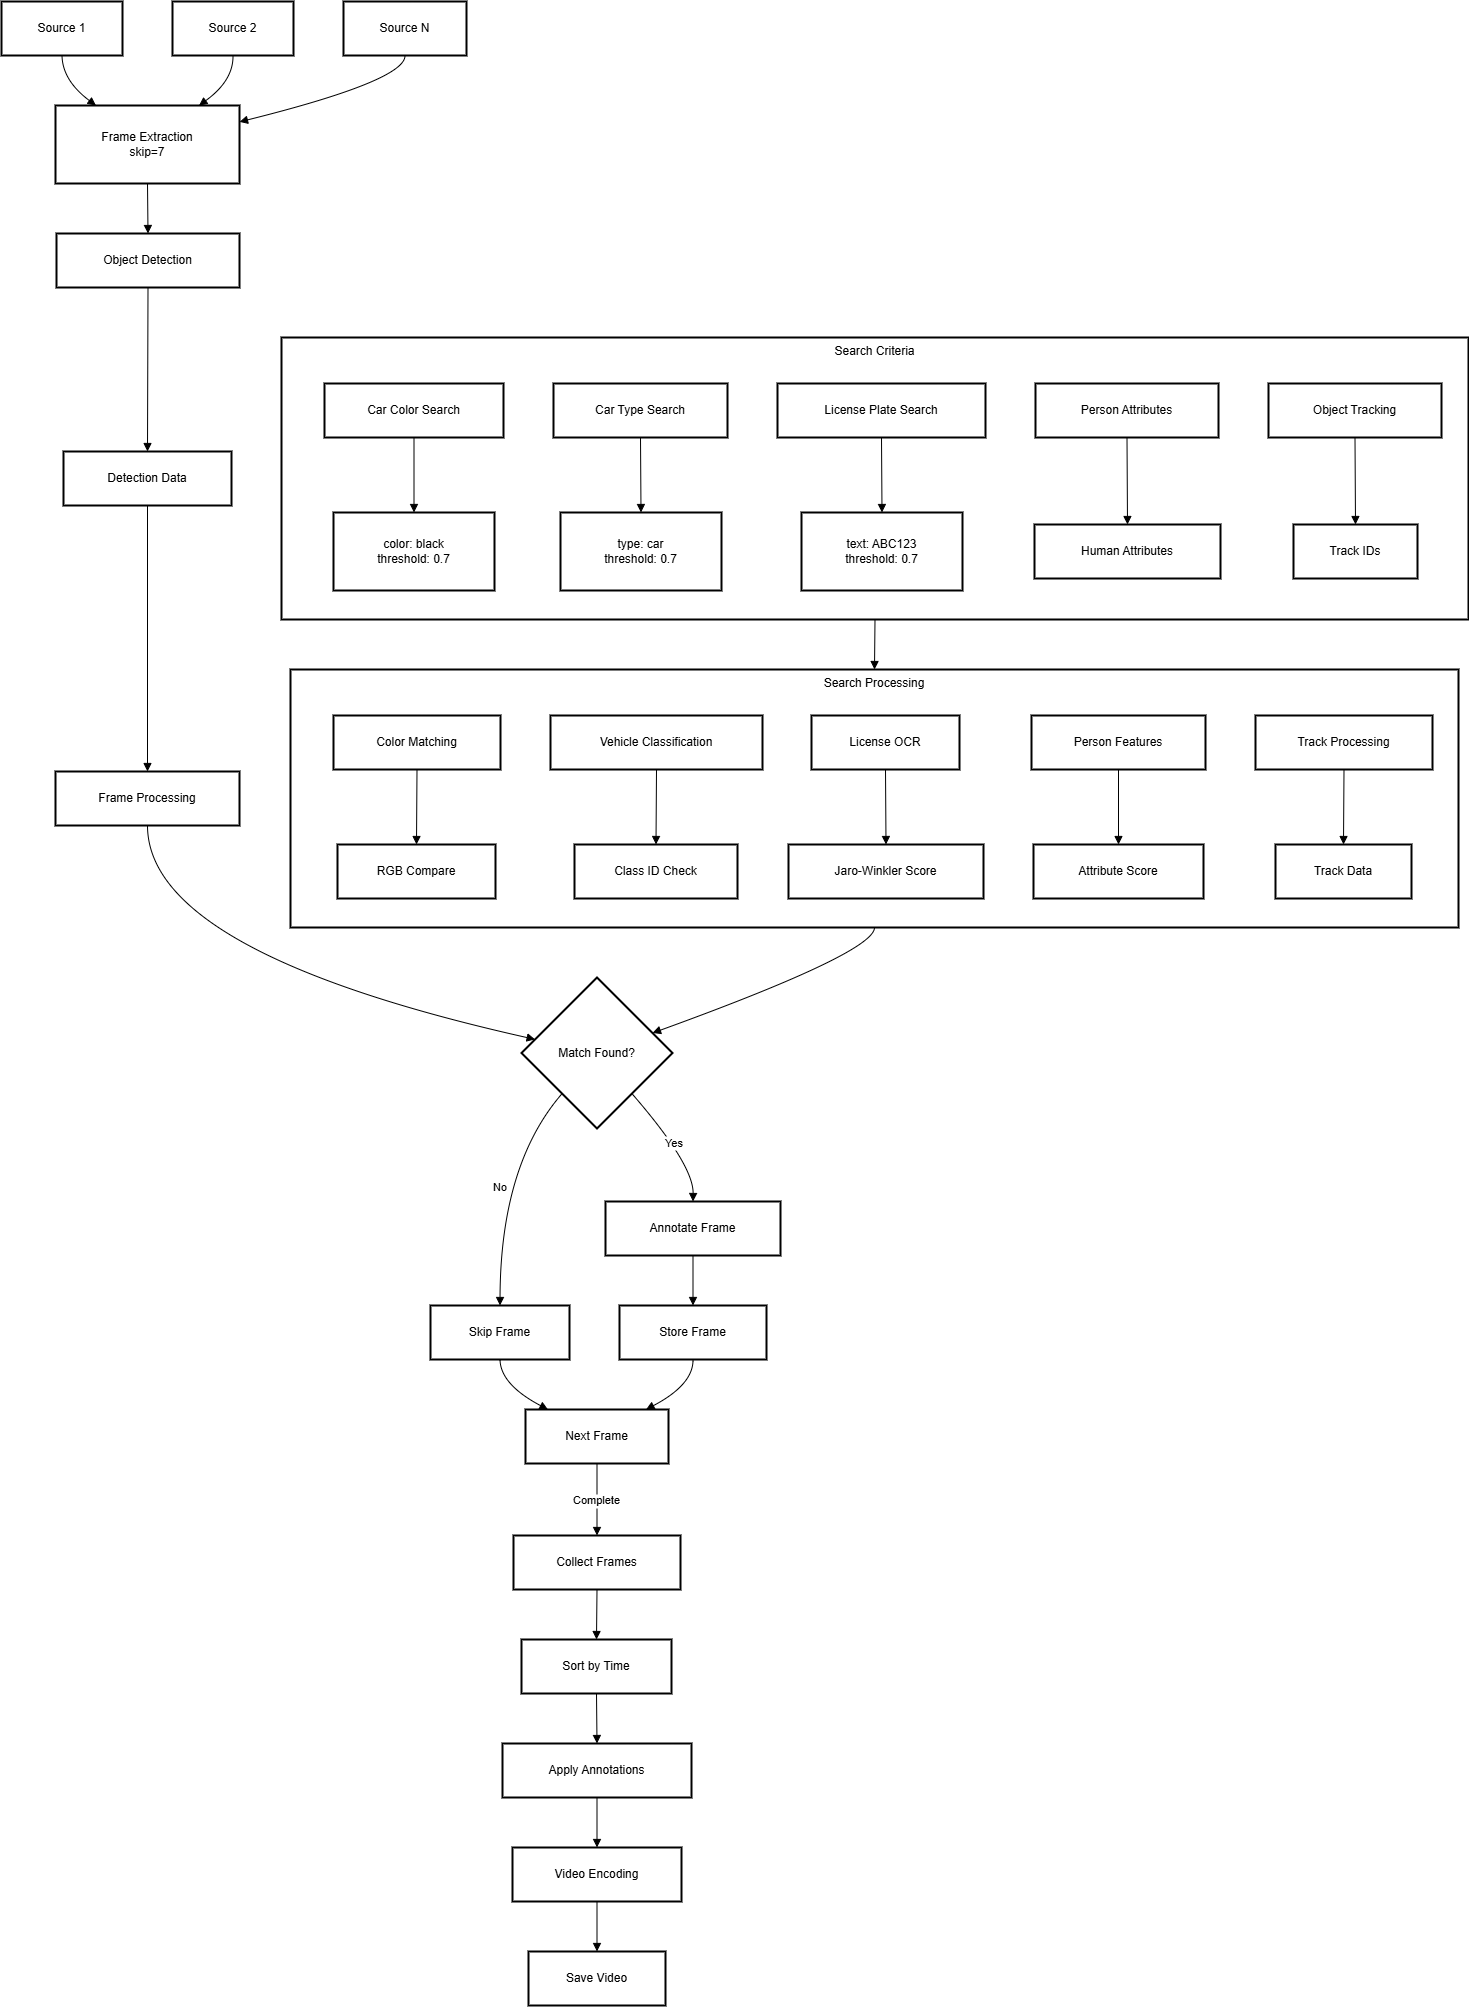 Source 1
Source 2
Source N
Frame Extraction
skip=7
Object Detection
Search Criteria
Car Color Search
Car Type Search
License Plate Search
Person Attributes
Object Tracking
Detection Data
color: black
threshold: 0.7
type: car
threshold: 0.7
text: ABC123
threshold: 0.7
Human Attributes
Track IDs
Search Processing
Color Matching
Vehicle Classification
License OCR
Person Features
Track Processing
Frame Processing
RGB Compare
Class ID Check
Jaro-Winkler Score
Attribute Score
Track Data
Match Found?
Yes
No
Annotate Frame
Skip Frame
Store Frame
Next Frame
Complete
Collect Frames
Sort by Time
Apply Annotations
Video Encoding
Save Video